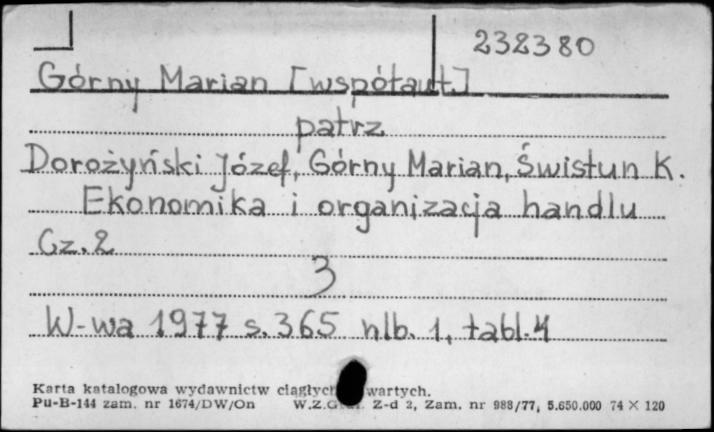 232380
Górny Marian [współaut.]
patrz
Dorożyński Józef, Górny Marian, Świstun K.
Ekonomika i organizacja handlu
Cz. 2
3
W-wa 1977 s. 365 nlb. 1, tabl. 4
Karta katalogowa wydawnictw ciągłych wartych.
Pu-B-144 zam. nr 1674/DW/On W.Z.G Z-d 2, Zam. nr 988/77, 5.650.000 74 X 120